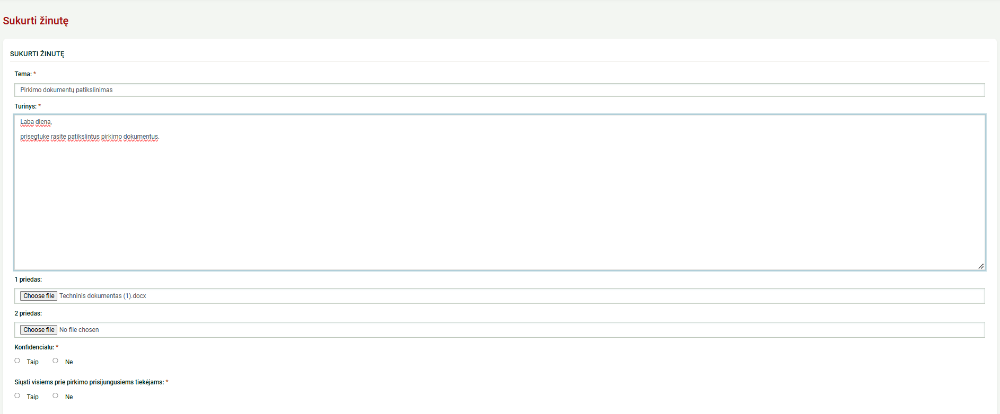 Sukurti žinutę
SUKURTI ŽINUTĘ
Tema: *
Pirkimo dokumentų patikslinimas
Turinys: *
Laba diena,
prisegtuke rasite patikslintus pirkimo dokumentus.
1 priedas:
Choose file Techninis dokumentas (1).docx
2 priedas:
Choose file No file chosen
Konfidencialu: *
Taip Ne
Siųsti visiems prie pirkimo prisijungusiems tiekėjams: *
Taip Ne